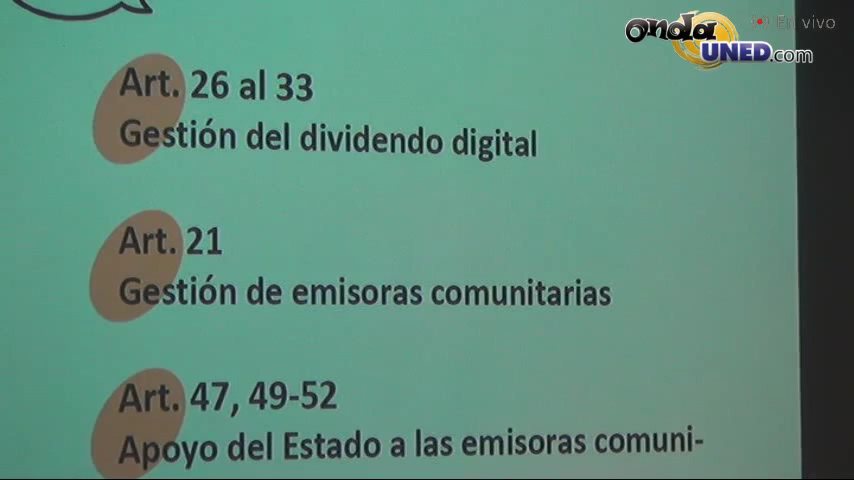 onda UNED.com
En vivo
Art. 26 al 33
Gestión del dividendo digital
Art. 21
Gestión de emisoras comunitarias
Art. 47, 49-52
Apoyo del Estado a las emisoras comuni-